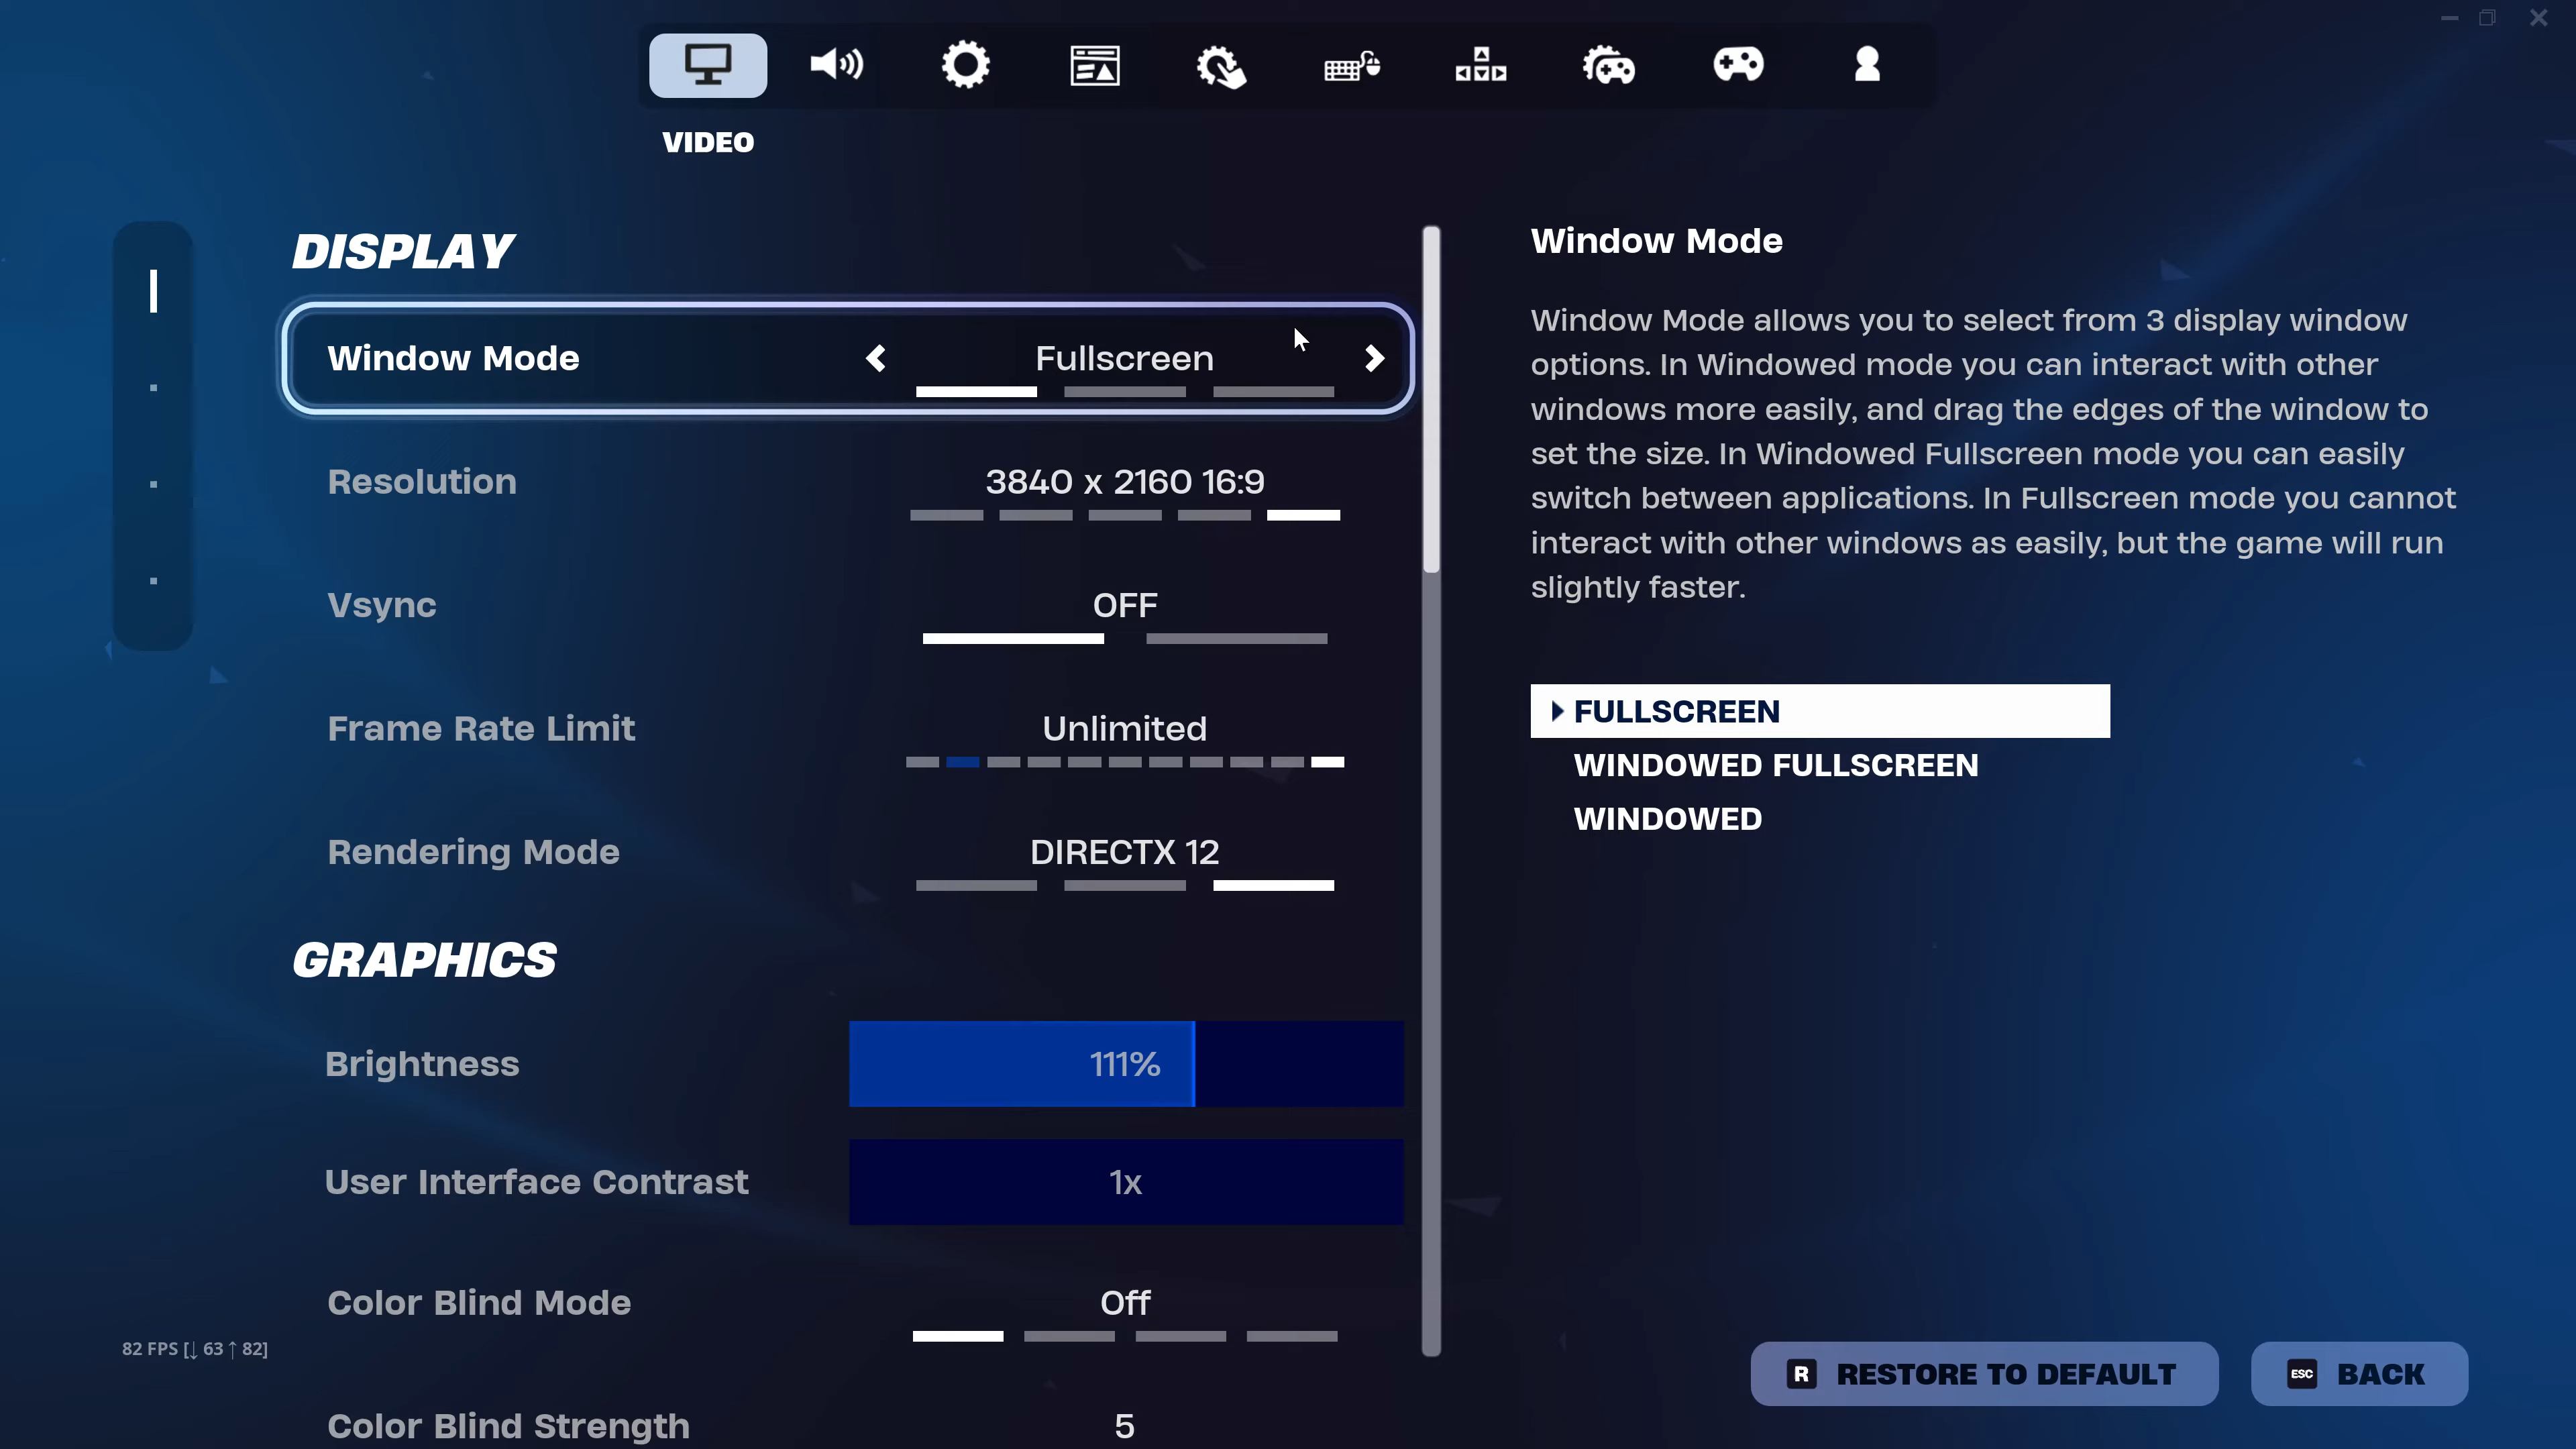 VIDEO
DISPLAY
Window Mode
Fullscreen
Resolution
3840 x 2160 16:9
Vsync
OFF
Frame Rate Limit
Unlimited
Rendering Mode
DIRECTX 12
GRAPHICS
Brightness
111%
User Interface Contrast
1x
Color Blind Mode
Off
Color Blind Strength
5
82 FPS [↓ 63 ↑ 82]
Window Mode
Window Mode allows you to select from 3 display window
options. In Windowed mode you can interact with other
windows more easily, and drag the edges of the window to
set the size. In Windowed Fullscreen mode you can easily
switch between applications. In Fullscreen mode you cannot
interact with other windows as easily, but the game will run
slightly faster.
FULLSCREEN
WINDOWED FULLSCREEN
WINDOWED
R RESTORE TO DEFAULT
ESC BACK